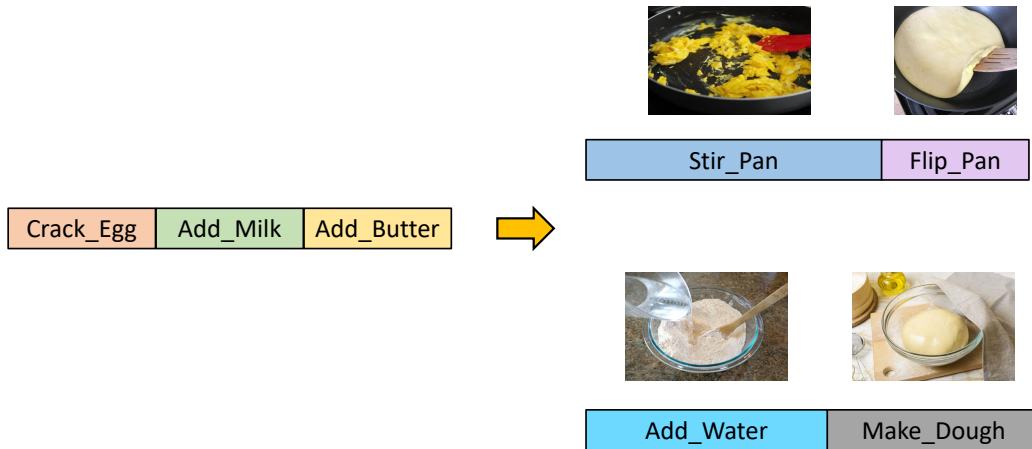 Stir_Pan Flip_Pan
Crack_Egg Add_Milk Add_Butter
Add_Water Make_Dough